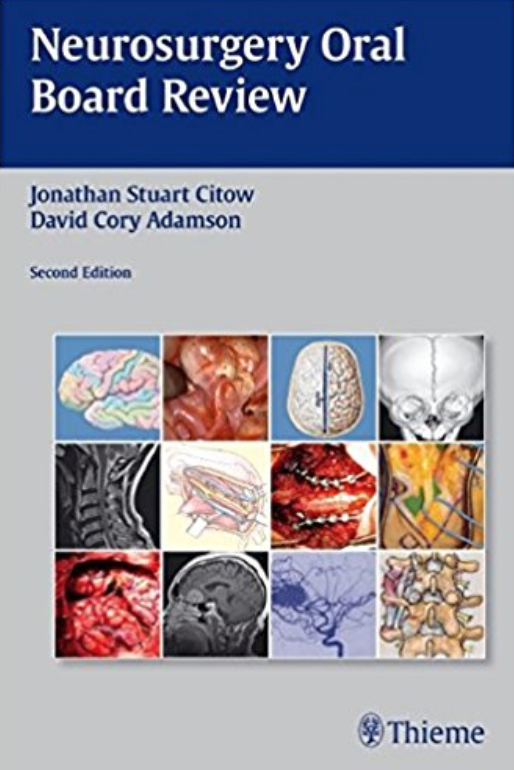 Neurosurgery Oral
Board Review
Jonathan Stuart Citow
David Cory Adamson
Second Edition
Thieme